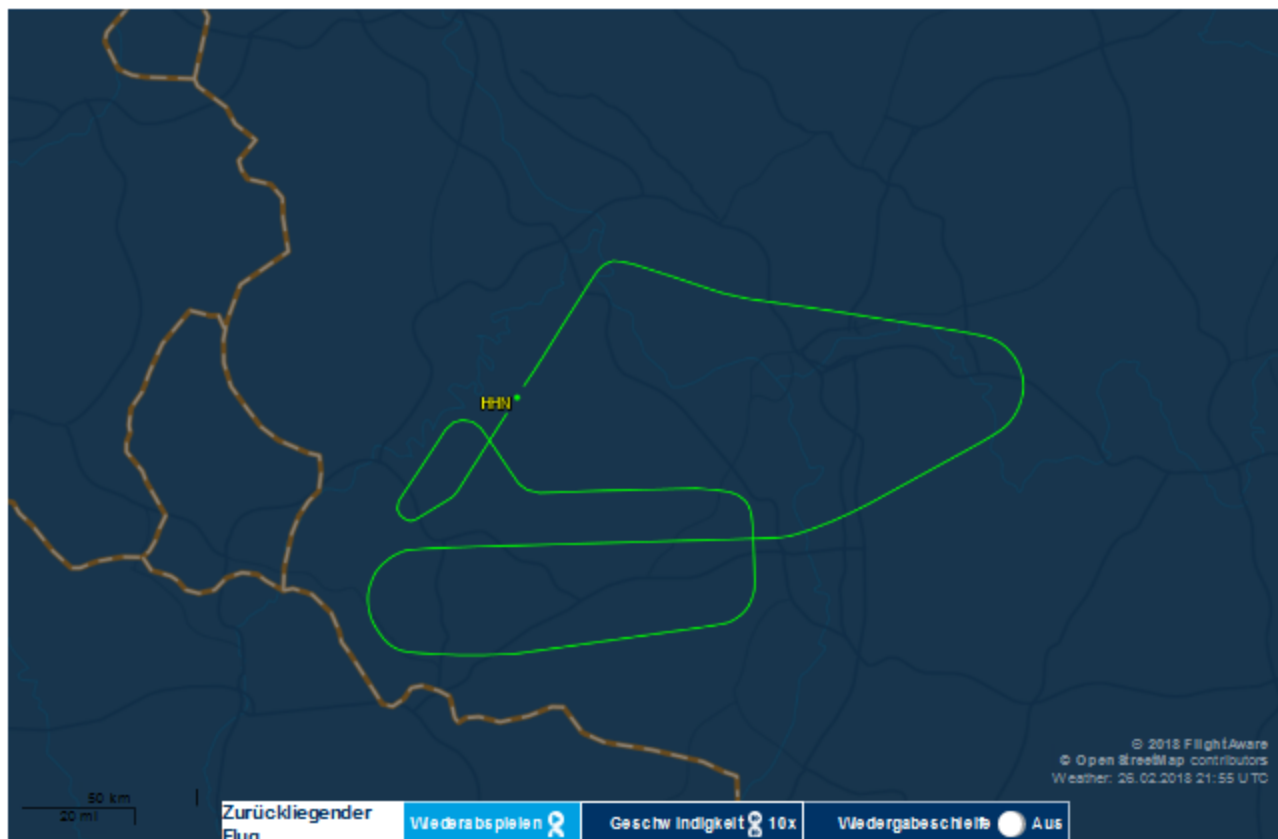 HHN
© 2018 FlightAware
© OpenStreetMap contributors
Weather: 26.02.2018 21:55 UTC
50 km
20 mi
Zurückliegender
Flug
Wiederabspielen
Geschwindigkeit
10x
Wiedergabeschleife
Aus